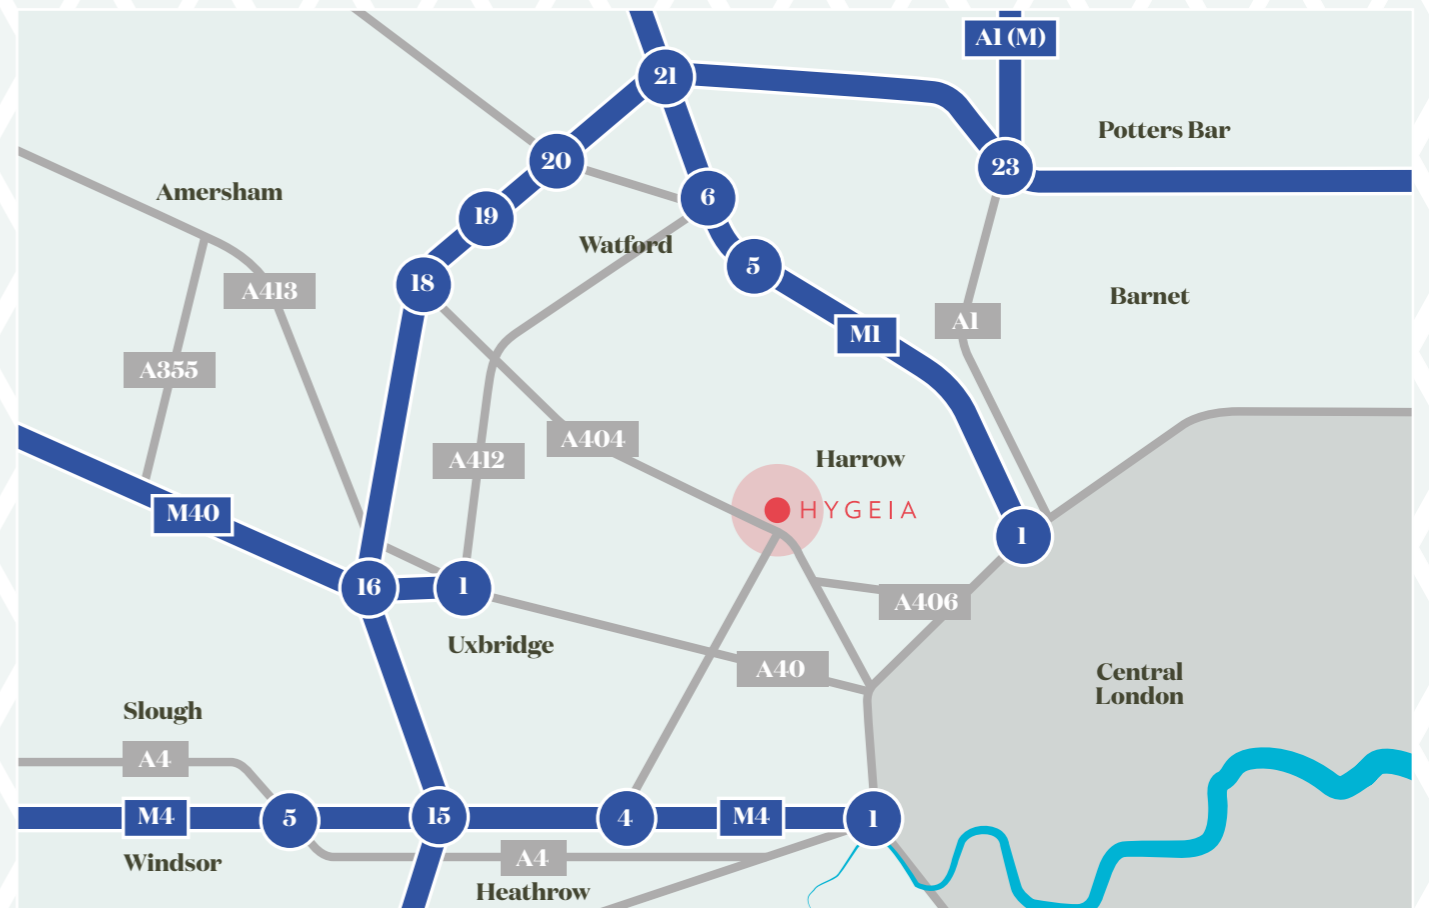 A1 (M)
21
Potters Bar
20
23
Amersham
6
19
Watford
5
18
A413
Barnet
A1
M1
A355
A404
A412
Harrow
M40
HYGEIA
1
16
1
A406
Uxbridge
A40
Central
London
Slough
A4
M4
5
15
4
M4
1
Windsor
A4
Heathrow